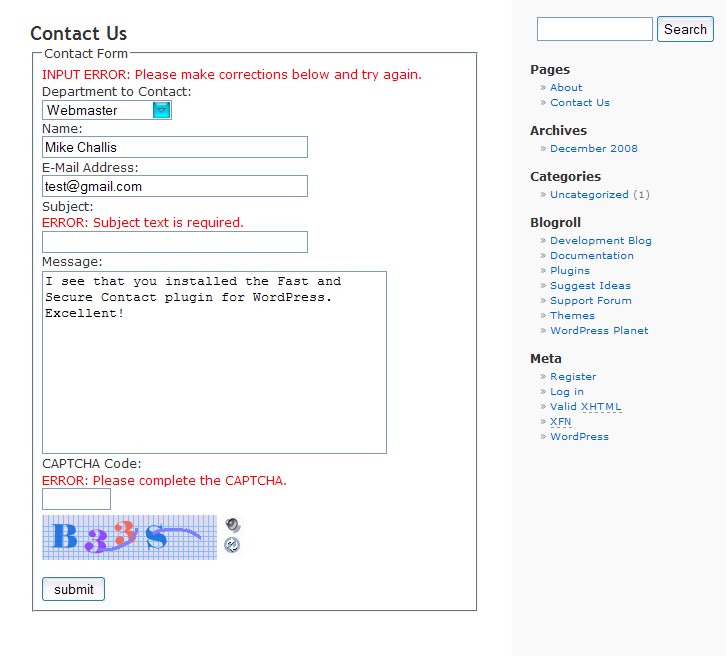 Contact Us
Contact Form
INPUT ERROR: Please make corrections below and try again.
Department to Contact:
Webmaster
Name:
Mike Challis
E-Mail Address:
test@gmail.com
Subject:
ERROR: Subject text is required.
Message:
I see that you installed the Fast and
Secure Contact plugin for WordPress.
Excellent!
CAPTCHA Code:
ERROR: Please complete the CAPTCHA.
B33S
submit
Search
Pages
» About
» Contact Us
Archives
» December 2008
Categories
» Uncategorized (1)
Blogroll
» Development Blog
» Documentation
» Plugins
» Suggest Ideas
» Support Forum
» Themes
» WordPress Planet
Meta
» Register
» Log in
» Valid XHTML
» XFN
» WordPress